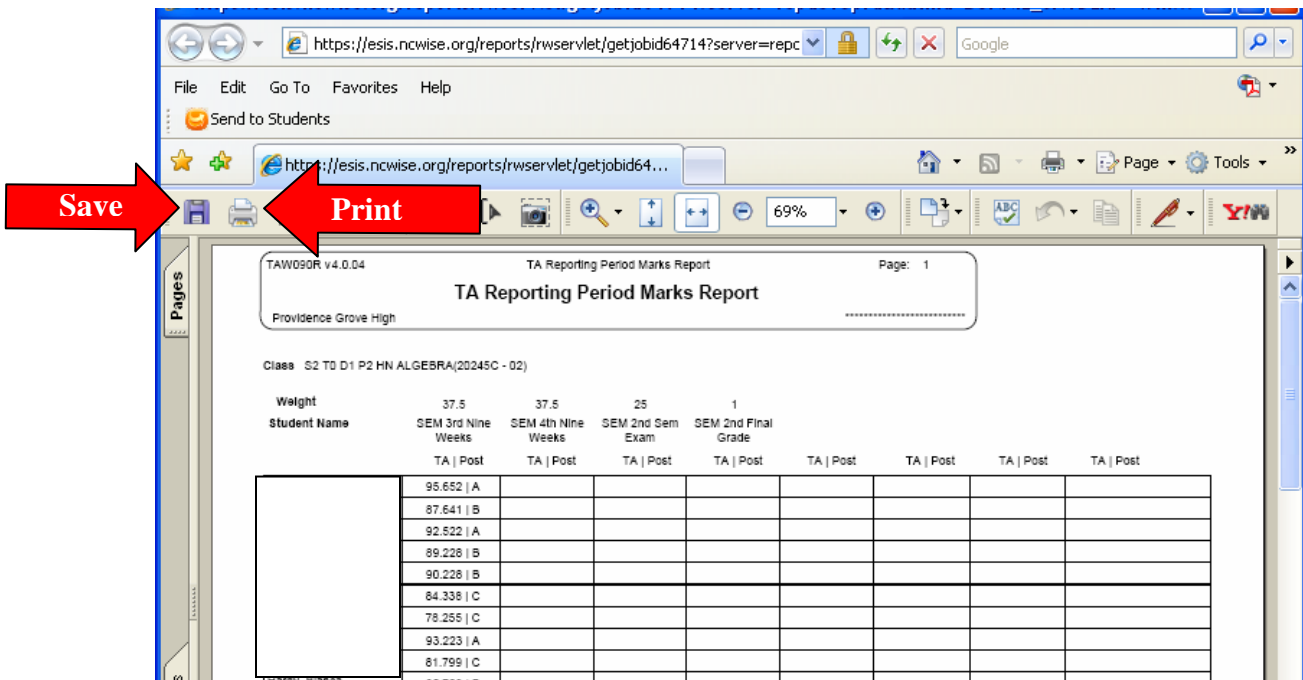 https://esis.ncwise.org/reports/rwservlet/getjobid64714?server=repc
Google
File Edit Go To Favorites Help
Send to Students
https://esis.ncwise.org/reports/rwservlet/getjobid64...
Page Tools »
Save
Print
69%
ABC
Y!
Pages
TAW090R v4.0.04 TA Reporting Period Marks Report Page: 1
TA Reporting Period Marks Report
Providence Grove High ***************************
Class S2 T0 D1 P2 HN ALGEBRA(20245C - 02)
Weight 37.5 37.5 25 1
Student Name SEM 3rd Nine SEM 4th Nine SEM 2nd Sem SEM 2nd Final
Weeks Weeks Exam Grade
TA | Post TA | Post TA | Post TA | Post TA | Post TA | Post TA | Post TA | Post
95.652 | A
87.641 | B
92.522 | A
89.228 | B
90.228 | B
84.338 | C
78.255 | C
93.223 | A
81.799 | C